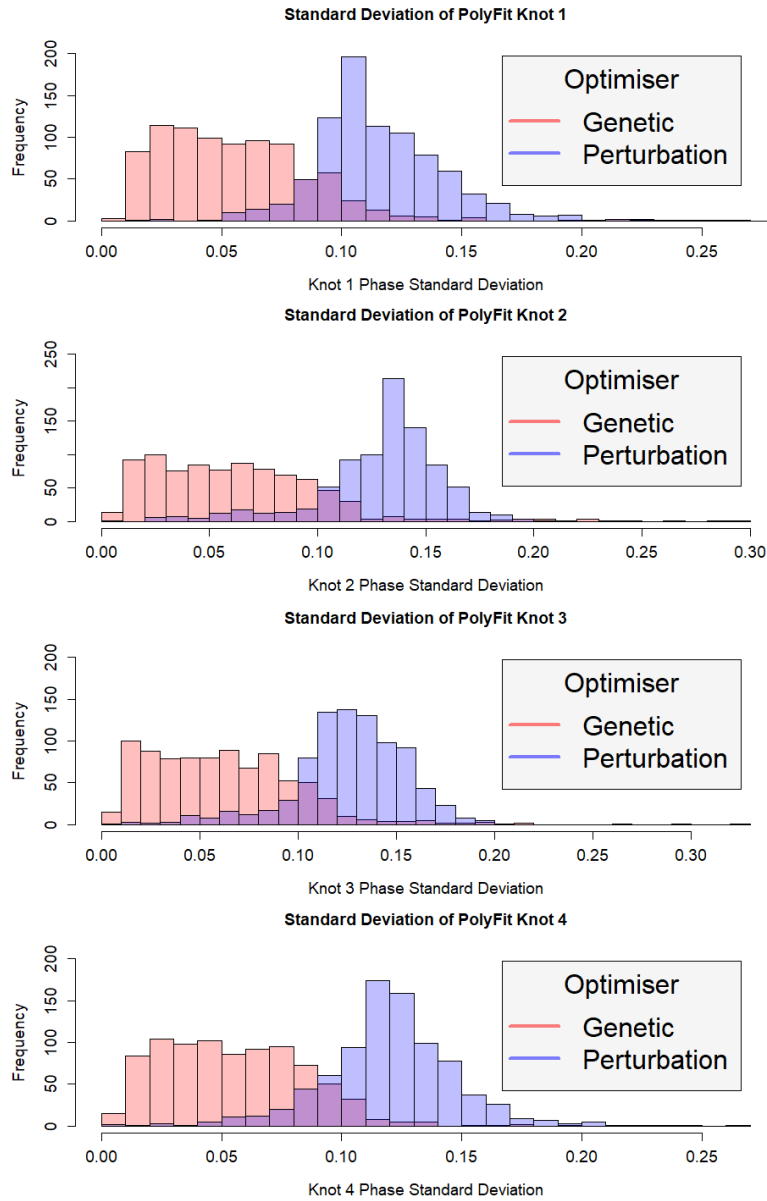 Standard Deviation of PolyFit Knot 1
Frequency
0 50 100 150 200
Optimiser
Genetic
Perturbation
0.00 0.05 0.10 0.15 0.20 0.25
Knot 1 Phase Standard Deviation
Standard Deviation of PolyFit Knot 2
Frequency
0 50 150 250
Optimiser
Genetic
Perturbation
0.00 0.05 0.10 0.15 0.20 0.25 0.30
Knot 2 Phase Standard Deviation
Standard Deviation of PolyFit Knot 3
Frequency
0 50 100 150 200
Optimiser
Genetic
Perturbation
0.00 0.05 0.10 0.15 0.20 0.25 0.30
Knot 3 Phase Standard Deviation
Standard Deviation of PolyFit Knot 4
Frequency
0 50 100 150 200
Optimiser
Genetic
Perturbation
0.00 0.05 0.10 0.15 0.20 0.25
Knot 4 Phase Standard Deviation